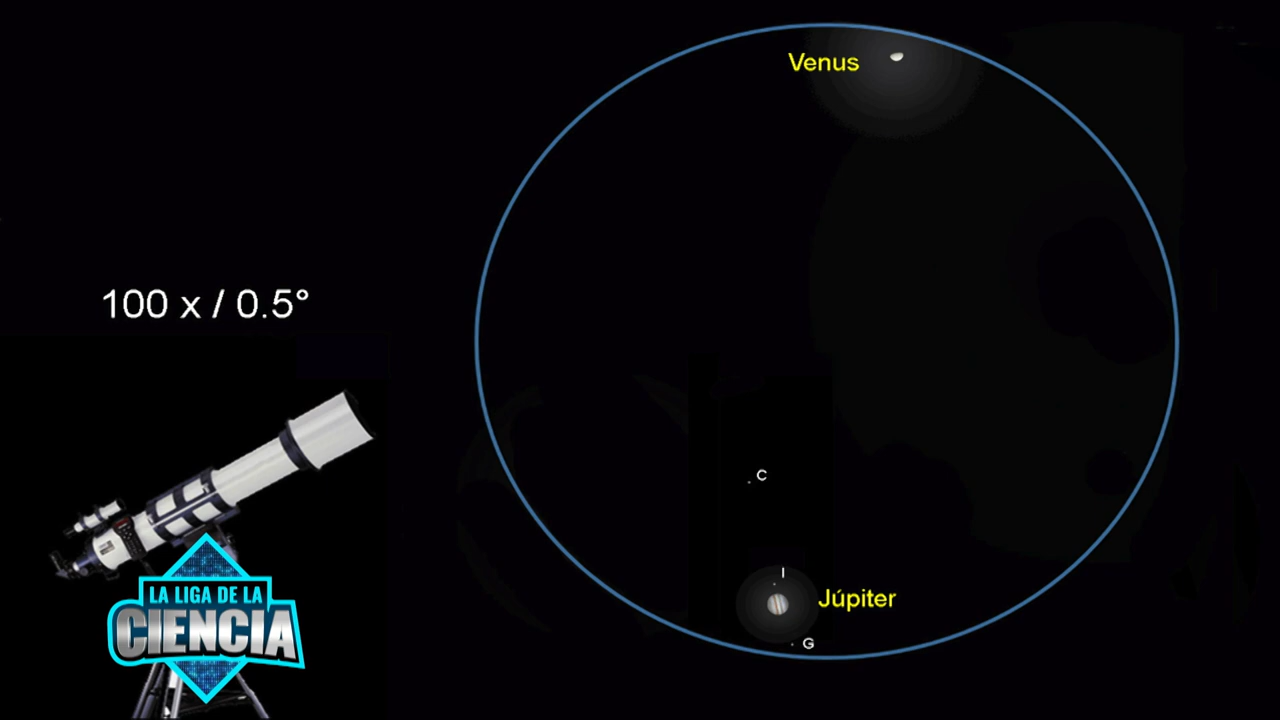 Venus
100 x / 0.5°
C
I
Júpiter
G
LA LIGA DE LA
CIENCIA